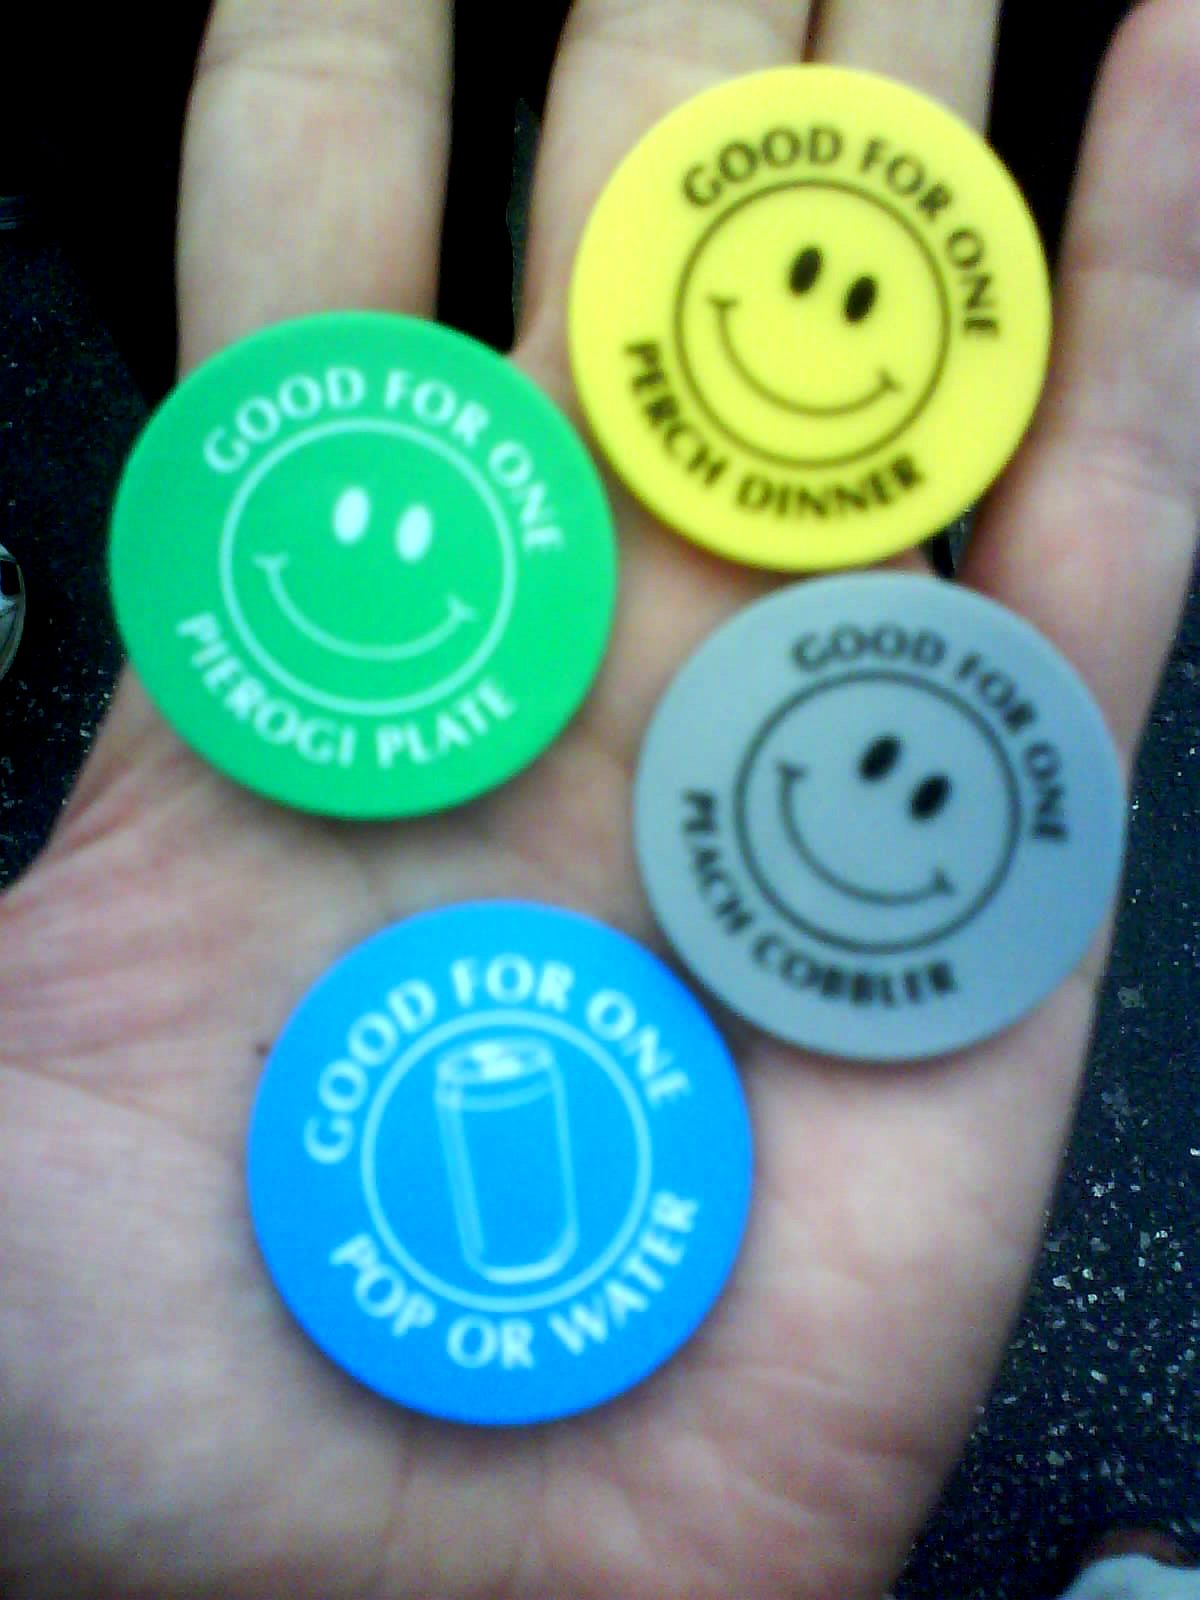 GOOD FOR ONE
PERCH DINNER
GOOD FOR ONE
PIEROGI PLATE
GOOD FOR ONE
PEACH COBBLER
GOOD FOR ONE
POP OR WATER